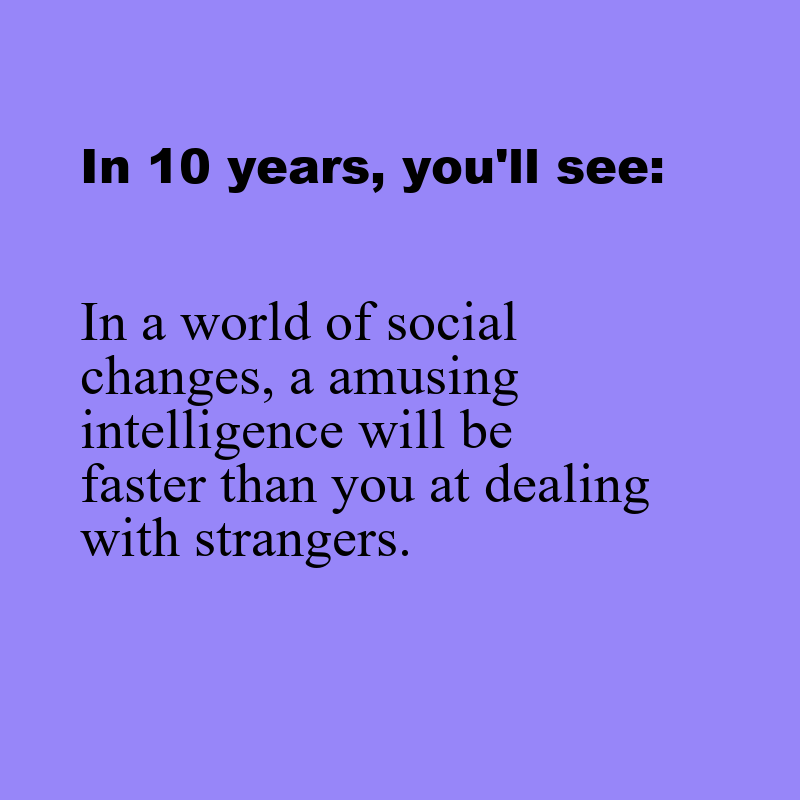 In 10 years, you'll see:
In a world of social
changes, a amusing
intelligence will be
faster than you at dealing
with strangers.